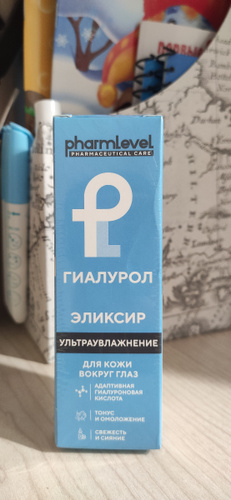 pharmlevel
PHARMACEUTICAL CARE
ГИАЛУРОЛ
ЭЛИКСИР
УЛЬТРАУВЛАЖНЕНИЕ
ДЛЯ КОЖИ
ВОКРУГ ГЛАЗ
АДАПТИВНАЯ
ГИАЛУРОНОВАЯ
КИСЛОТА
ТОНУС
И ОМОЛОЖЕНИЕ
СВЕЖЕСТЬ
И СИЯНИЕ